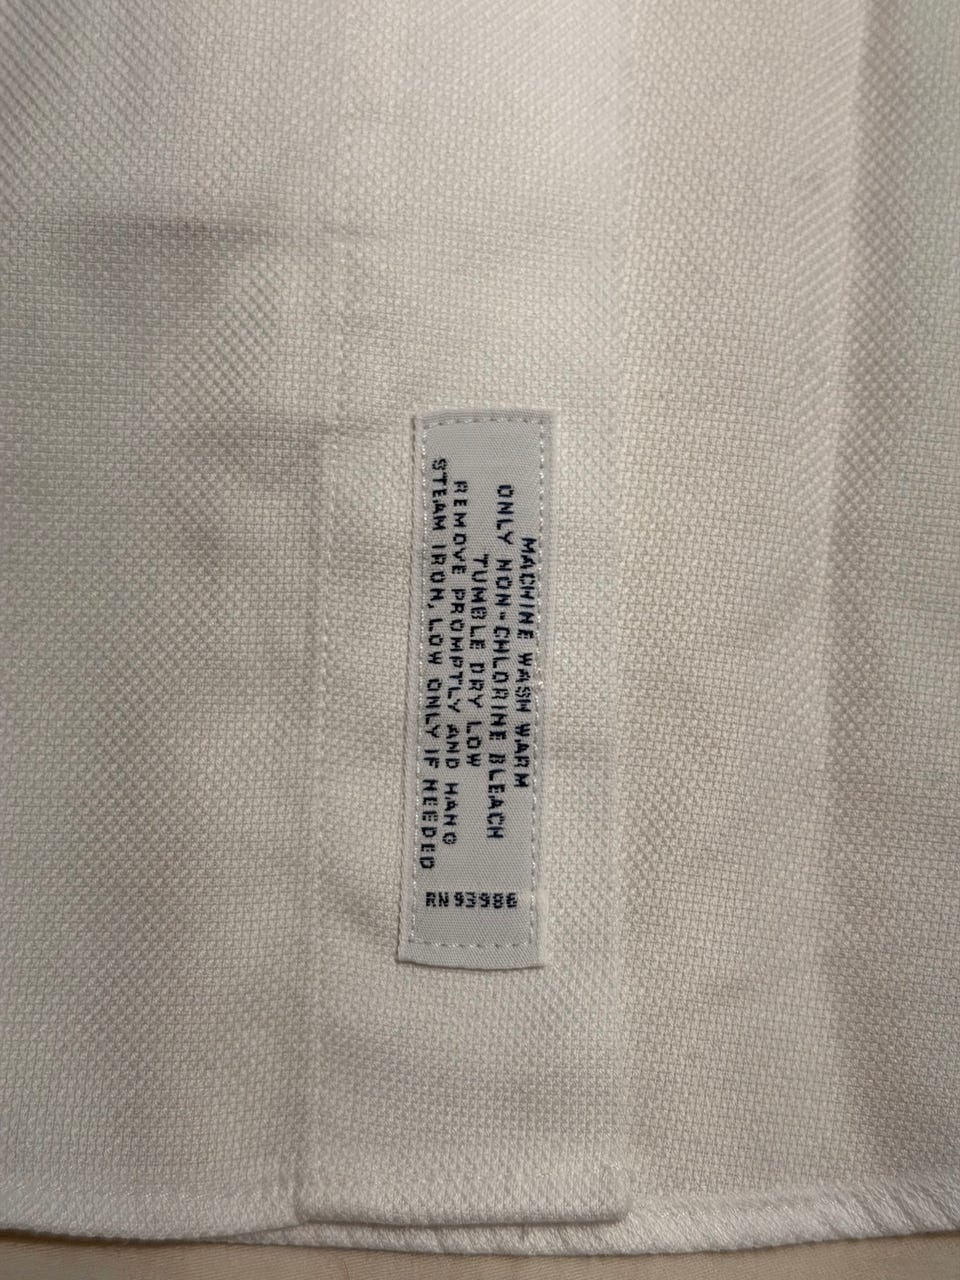 MACHINE WASH WARM
ONLY NON-CHLORINE BLEACH
TUMBLE DRY LOW
REMOVE PROMPTLY AND HANG
STEAM IRON, LOW ONLY IF NEEDED
RN 93986